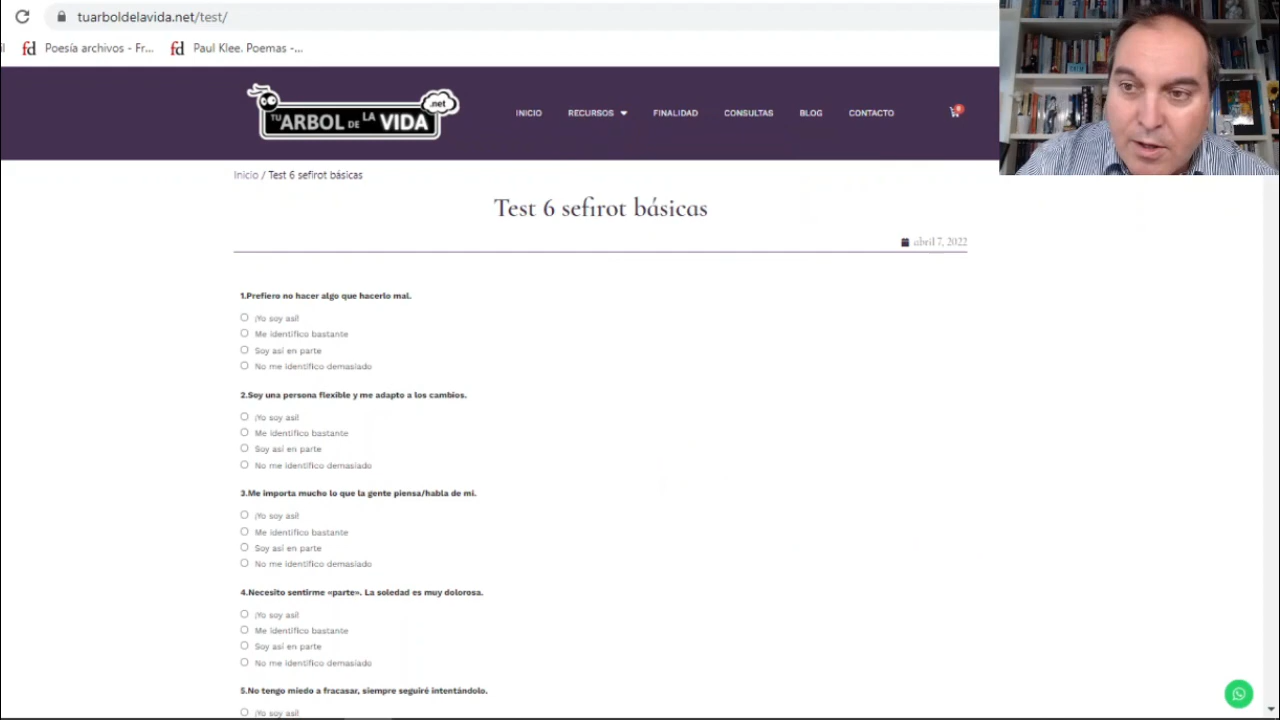 tuarboldelavida.net/test/
Poesía archivos - Fr...
Paul Klee. Poemas -...
TU ARBOL DE LA VIDA .net
INICIO RECURSOS FINALIDAD CONSULTAS BLOG CONTACTO
Inicio / Test 6 sefirot básicas
Test 6 sefirot básicas
abril 7, 2022
1.Prefiero no hacer algo que hacerlo mal.
¡Yo soy así!
Me identifico bastante
Soy así en parte
No me identifico demasiado
2.Soy una persona flexible y me adapto a los cambios.
¡Yo soy así!
Me identifico bastante
Soy así en parte
No me identifico demasiado
3.Me importa mucho lo que la gente piensa/habla de mi.
¡Yo soy así!
Me identifico bastante
Soy así en parte
No me identifico demasiado
4.Necesito sentirme «parte». La soledad es muy dolorosa.
¡Yo soy así!
Me identifico bastante
Soy así en parte
No me identifico demasiado
5.No tengo miedo a fracasar, siempre seguiré intentándolo.
¡Yo soy así!